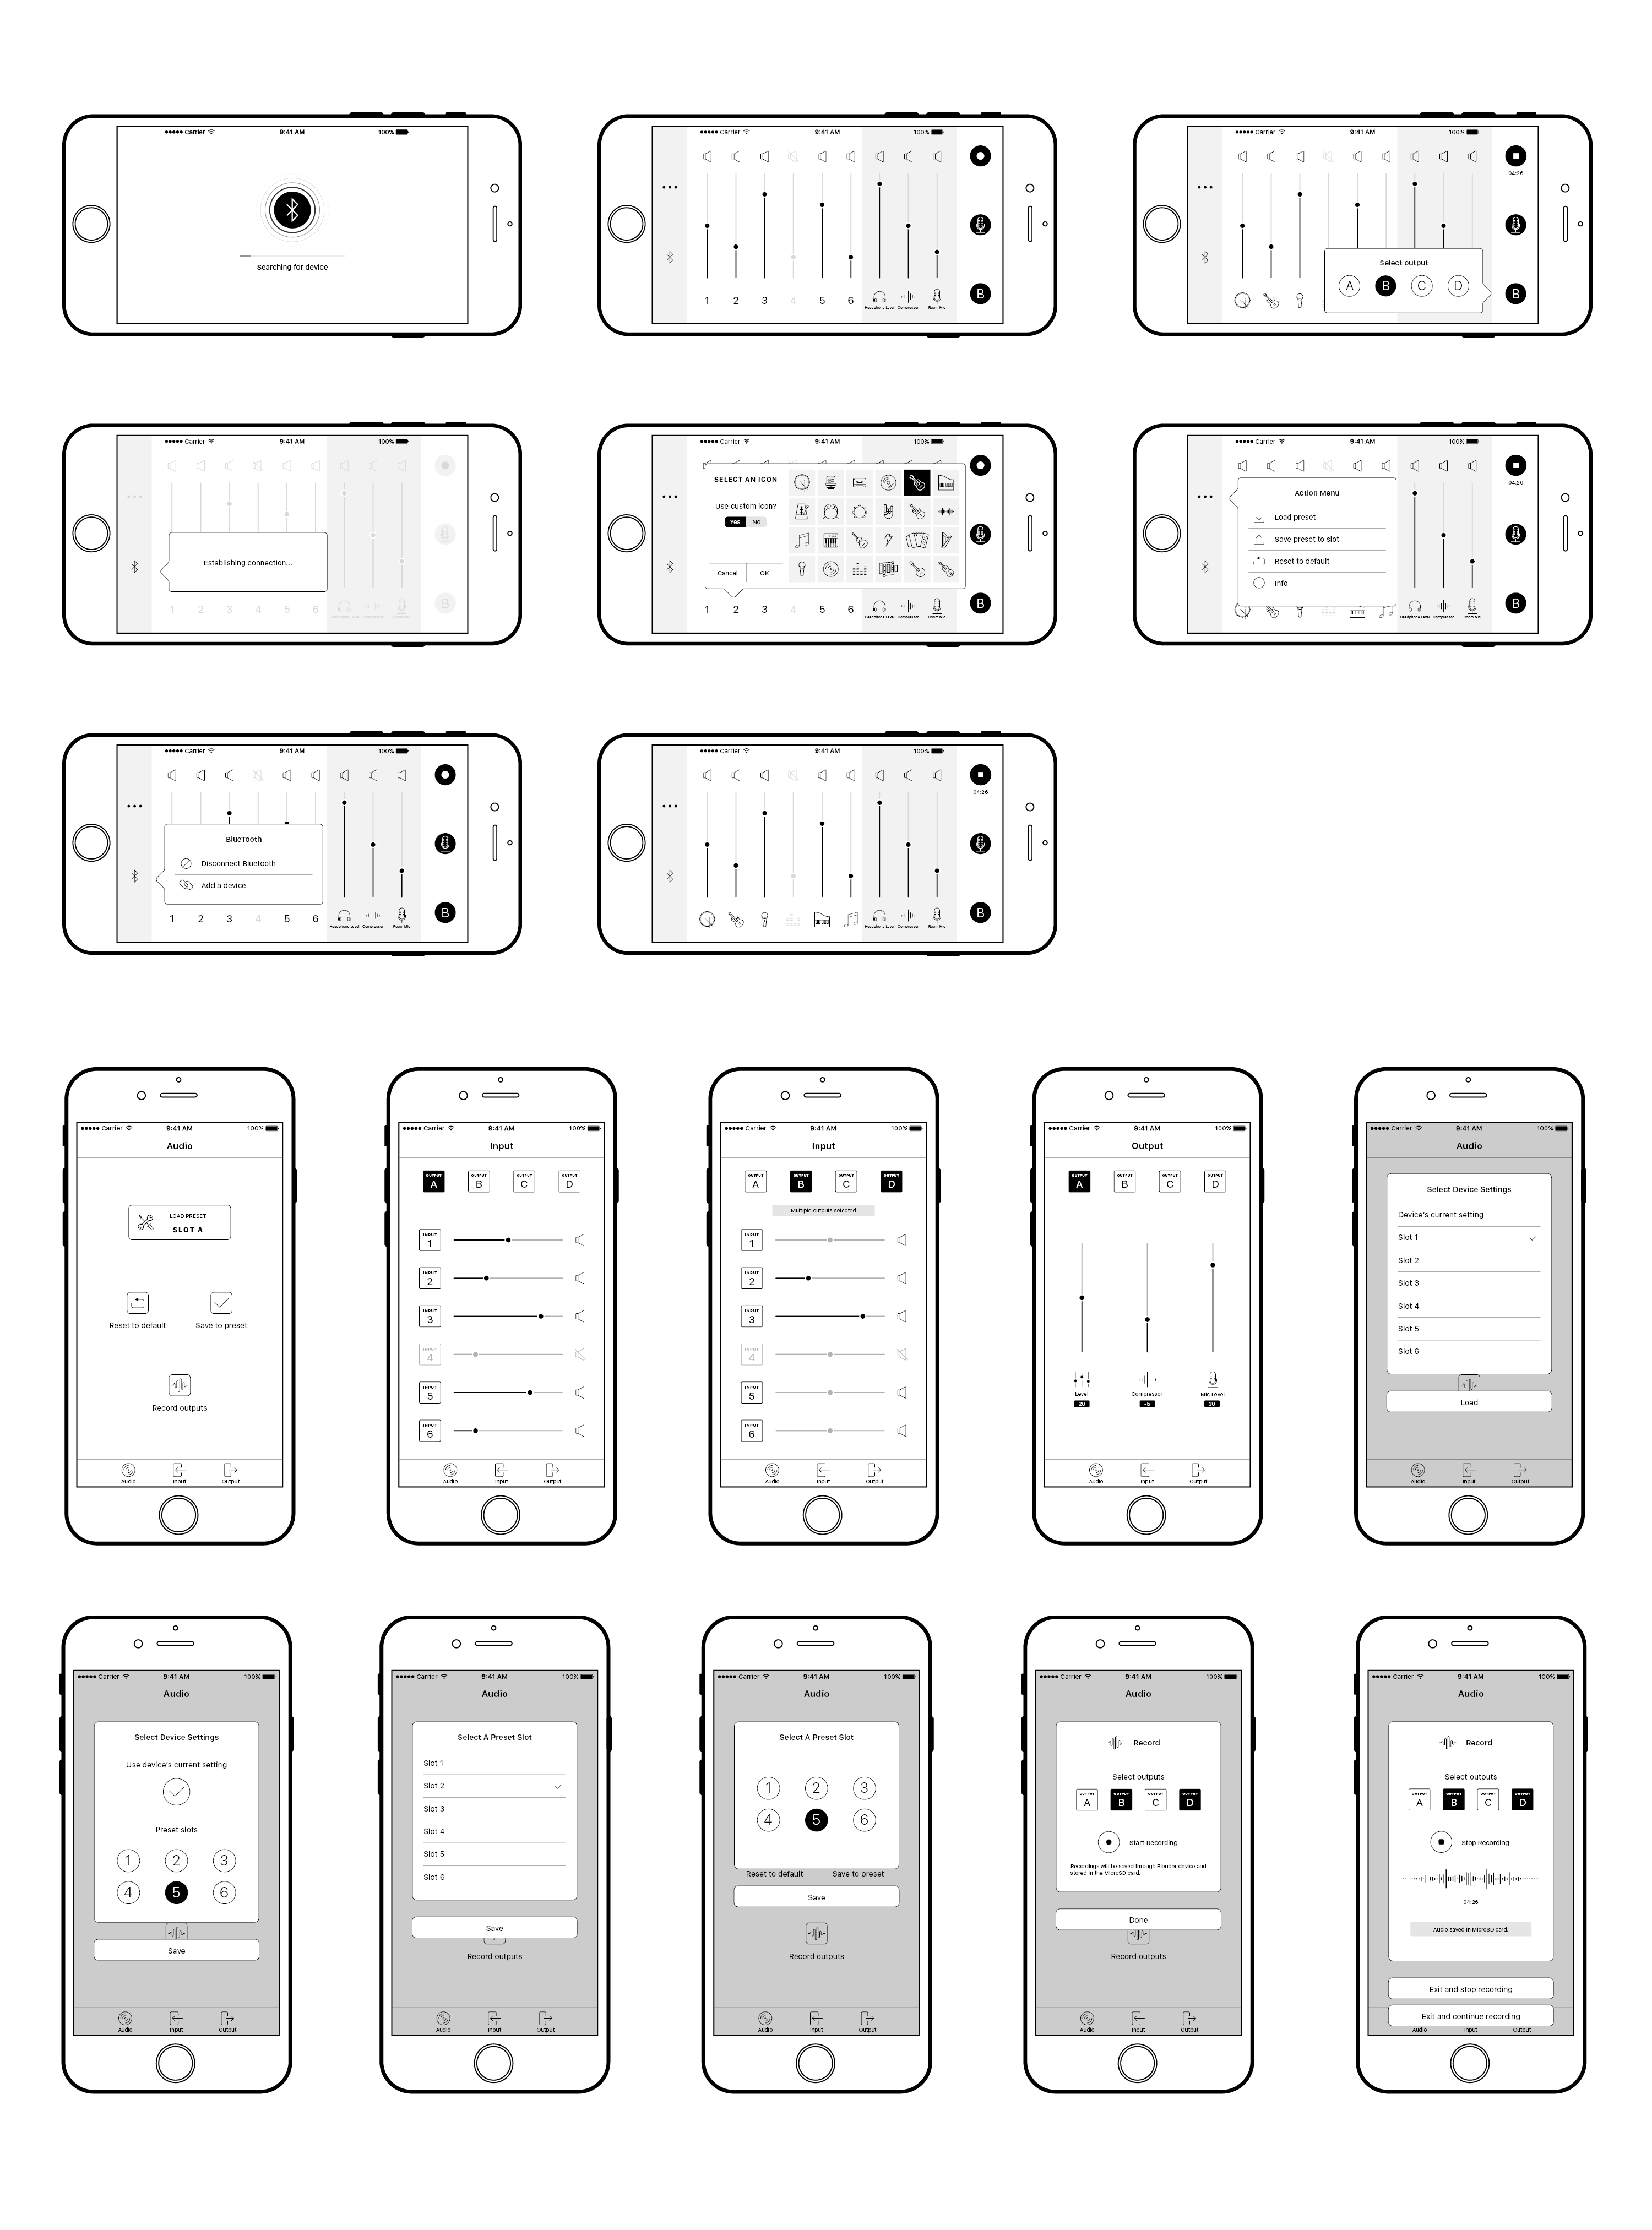 ●●●●● Carrier 9:41 AM 100%
Searching for device
●●●●● Carrier 9:41 AM 100%
1 2 3 4 5 6
Headphone Level Compressor Room Mic
B
●●●●● Carrier 9:41 AM 100%
04:26
Select output
A B C D
B
●●●●● Carrier 9:41 AM 100%
Establishing connection...
1 2 3 4 5 6
Headphone Level Compressor Room Mic
B
●●●●● Carrier 9:41 AM 100%
SELECT AN ICON
Use custom icon?
Yes No
Cancel OK
1 2 3 4 5 6
Headphone Level Compressor Room Mic
B
●●●●● Carrier 9:41 AM 100%
04:26
Action Menu
Load preset
Save preset to slot
Reset to default
Info
Headphone Level Compressor Room Mic
B
●●●●● Carrier 9:41 AM 100%
BlueTooth
Disconnect Bluetooth
Add a device
1 2 3 4 5 6
Headphone Level Compressor Room Mic
B
●●●●● Carrier 9:41 AM 100%
04:26
Headphone Level Compressor Room Mic
B
●●●●● Carrier 9:41 AM 100%
Audio
LOAD PRESET
SLOT A
Reset to default Save to preset
Record outputs
Audio Input Output
●●●●● Carrier 9:41 AM 100%
Input
OUTPUT OUTPUT OUTPUT OUTPUT
A B C D
INPUT
1
INPUT
2
INPUT
3
INPUT
4
INPUT
5
INPUT
6
Audio Input Output
●●●●● Carrier 9:41 AM 100%
Input
OUTPUT OUTPUT OUTPUT OUTPUT
A B C D
Multiple outputs selected
INPUT
1
INPUT
2
INPUT
3
INPUT
4
INPUT
5
INPUT
6
Audio Input Output
●●●●● Carrier 9:41 AM 100%
Output
OUTPUT OUTPUT OUTPUT OUTPUT
A B C D
Level Compressor Mic Level
20 -8 30
Audio Input Output
●●●●● Carrier 9:41 AM 100%
Audio
Select Device Settings
Device's current setting
Slot 1
Slot 2
Slot 3
Slot 4
Slot 5
Slot 6
Load
Audio Input Output
●●●●● Carrier 9:41 AM 100%
Audio
Select Device Settings
Use device's current setting
Preset slots
1 2 3
4 5 6
Save
Audio Input Output
●●●●● Carrier 9:41 AM 100%
Audio
Select A Preset Slot
Slot 1
Slot 2
Slot 3
Slot 4
Slot 5
Slot 6
Save
Record outputs
Audio Input Output
●●●●● Carrier 9:41 AM 100%
Audio
Select A Preset Slot
1 2 3
4 5 6
Reset to default Save to preset
Save
Record outputs
Audio Input Output
●●●●● Carrier 9:41 AM 100%
Audio
Record
Select outputs
OUTPUT OUTPUT OUTPUT OUTPUT
A B C D
Start Recording
Recordings will be saved through Blender device and
stored in the MicroSD card.
Done
Record outputs
Audio Input Output
●●●●● Carrier 9:41 AM 100%
Audio
Record
Select outputs
OUTPUT OUTPUT OUTPUT OUTPUT
A B C D
Stop Recording
04:26
Audio saved in MicroSD card.
Exit and stop recording
Exit and continue recording
Audio Input Output